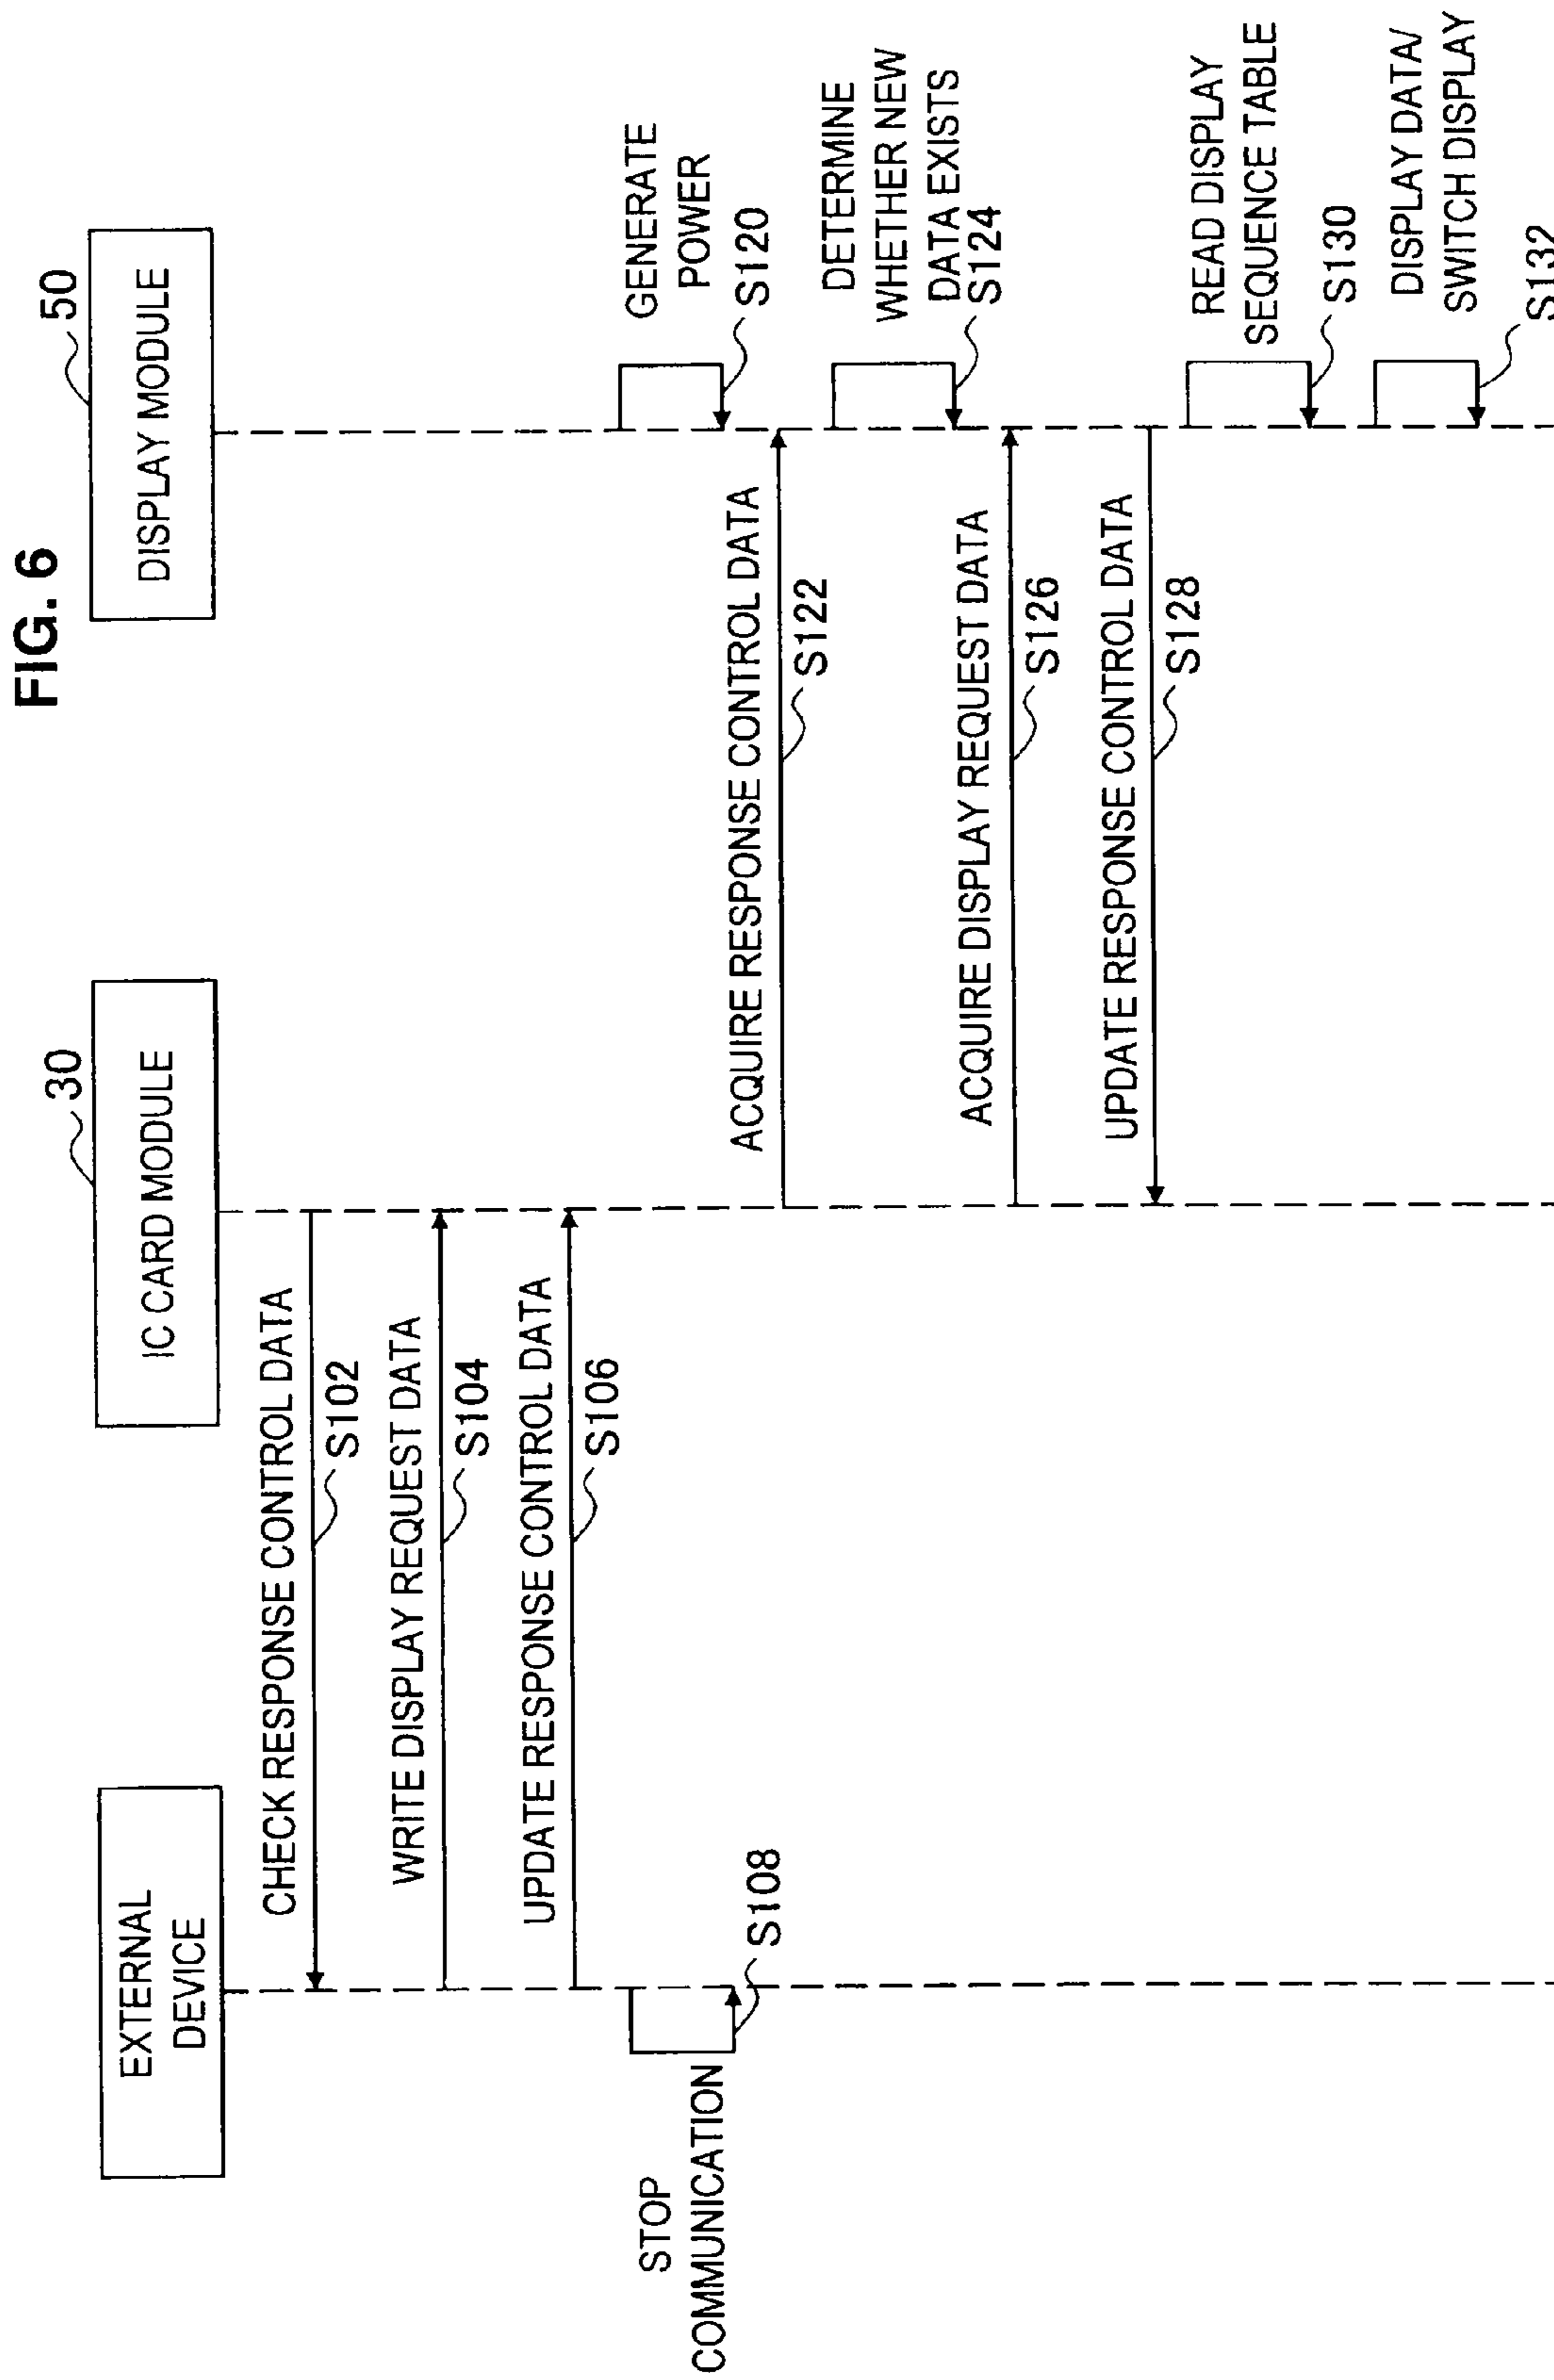 FIG. 6
EXTERNAL
DEVICE
30
IC CARD MODULE
50
DISPLAY MODULE
CHECK RESPONSE CONTROL DATA
S102
WRITE DISPLAY REQUEST DATA
S104
UPDATE RESPONSE CONTROL DATA
S106
STOP
COMMUNICATION
S108
GENERATE
POWER
S120
ACQUIRE RESPONSE CONTROL DATA
S122
DETERMINE
WHETHER NEW
DATA EXISTS
S124
ACQUIRE DISPLAY REQUEST DATA
S126
UPDATE RESPONSE CONTROL DATA
S128
READ DISPLAY
SEQUENCE TABLE
S130
DISPLAY DATA/
SWITCH DISPLAY
S132